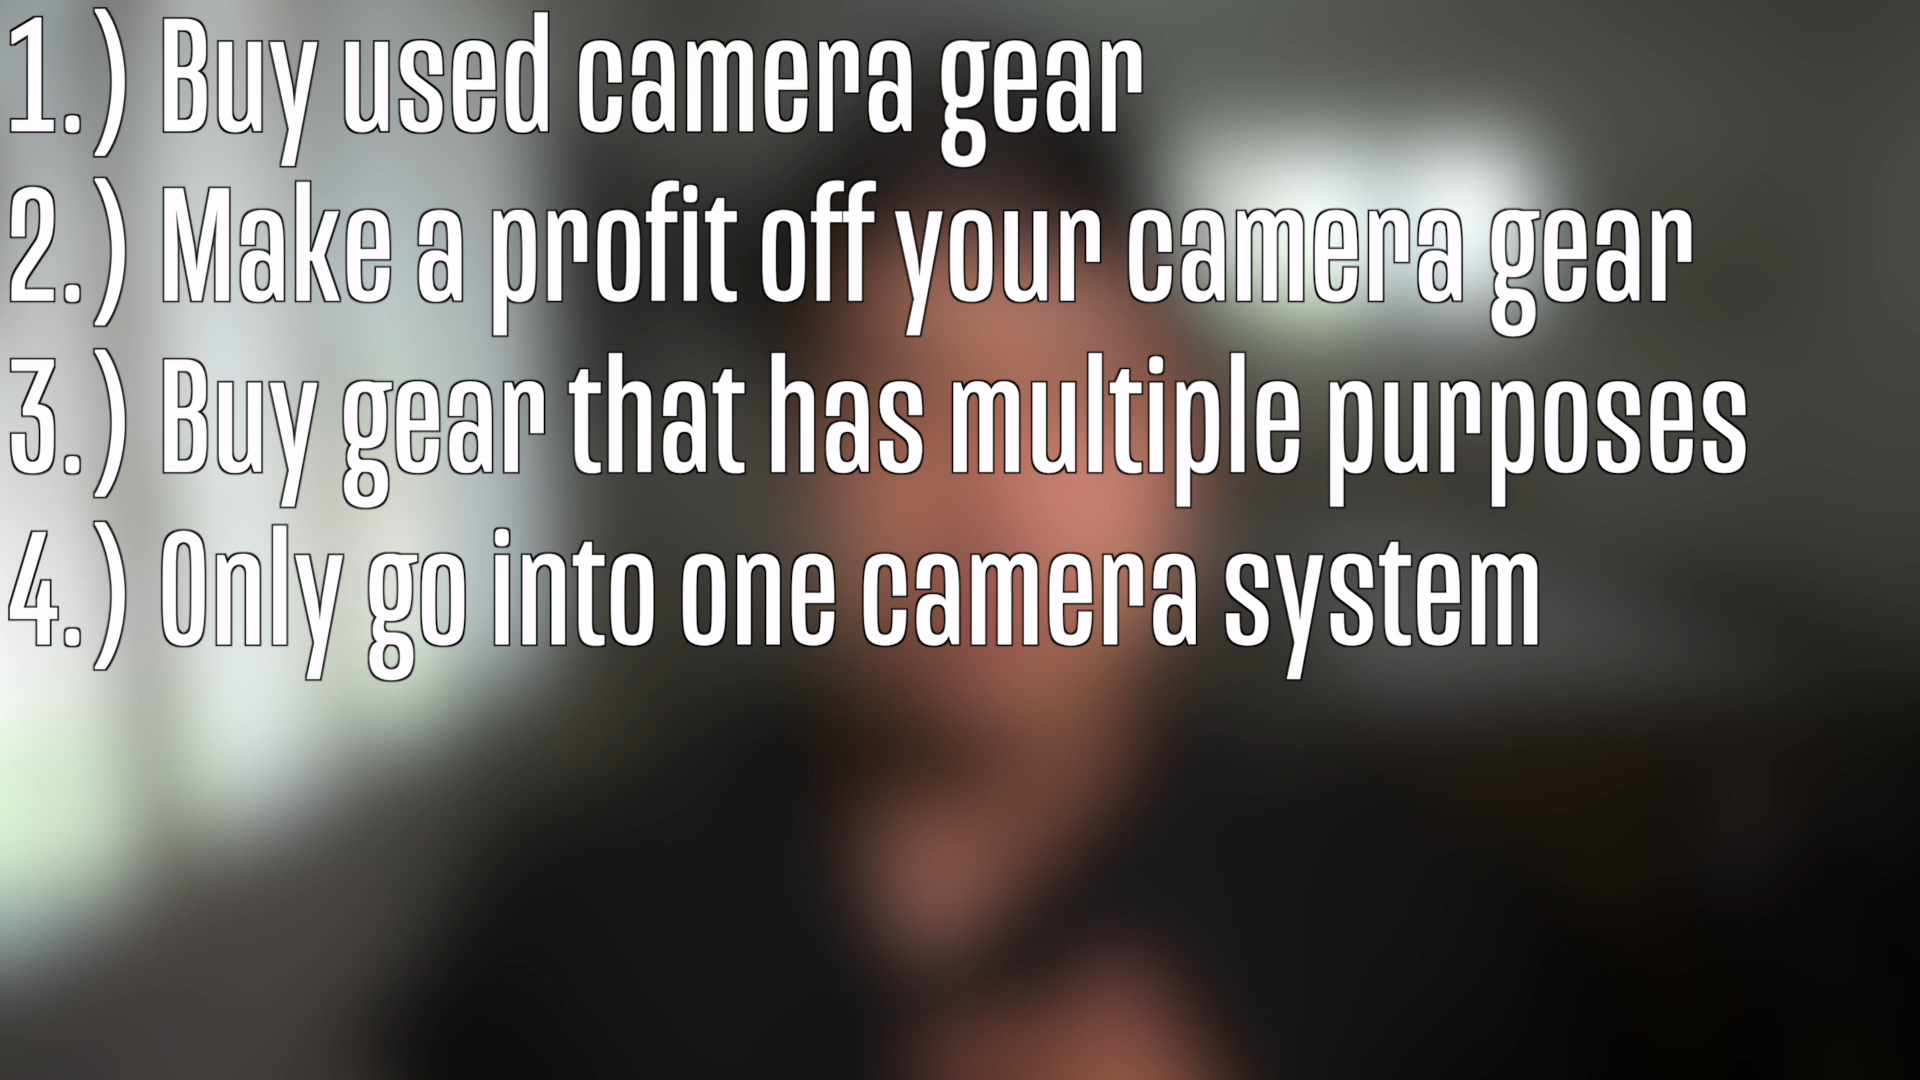 1.) Buy used camera gear
2.) Make a profit off your camera gear
3.) Buy gear that has multiple purposes
4.) Only go into one camera system